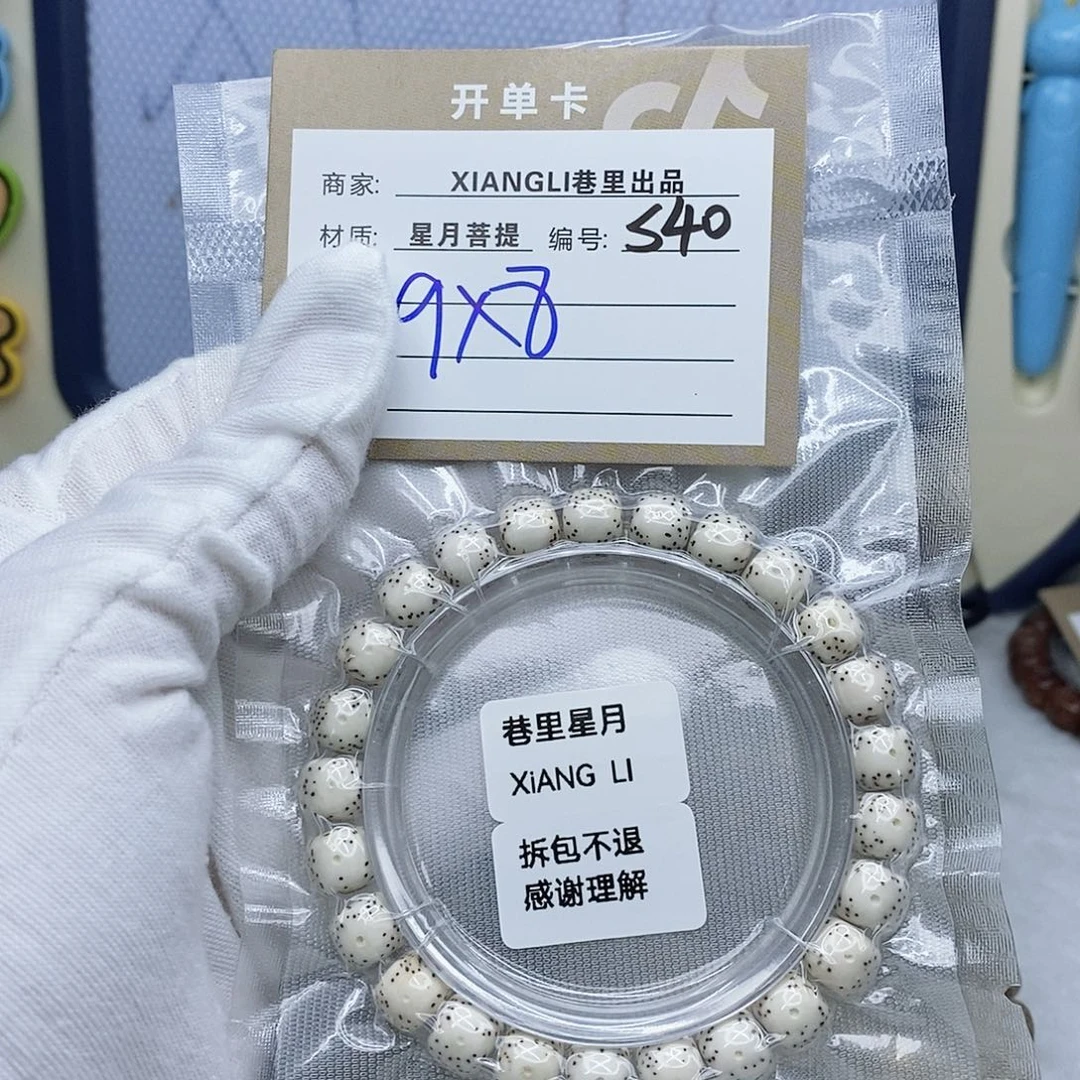 开单卡
商家: XIANGLI巷里出品
材质: 星月菩提 编号: S40
9X8
巷里星月
XiANG LI
拆包不退
感谢理解